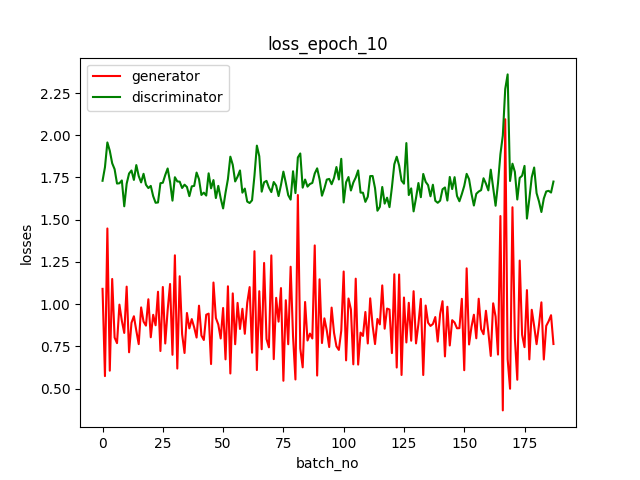 loss_epoch_10
generator
discriminator
2.25
2.00
1.75
1.50
1.25
1.00
0.75
0.50
losses
0 25 50 75 100 125 150 175
batch_no